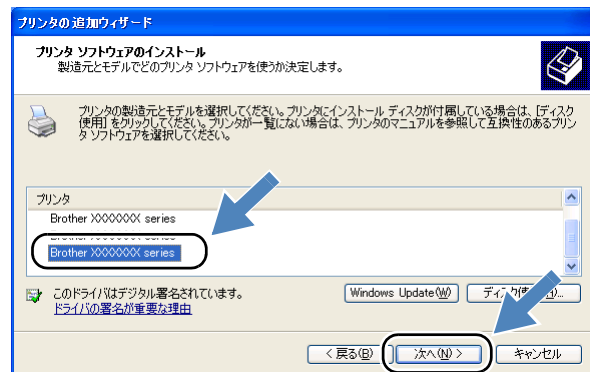 プリンタの追加ウィザード
プリンタ ソフトウェアのインストール
製造元とモデルでどのプリンタ ソフトウェアを使うか決定します。
プリンタの製造元とモデルを選択してください。プリンタにインストール ディスクが付属している場合は、[ディスク
使用] をクリックしてください。プリンタが一覧にない場合は、プリンタのマニュアルを参照して互換性のあるプリン
タ ソフトウェアを選択してください。
プリンタ
Brother XXXXXXX series
Brother XXXXXXX series
このドライバはデジタル署名されています。
Windows Update(W)
ドライバの署名が重要な理由
< 戻る(B)
次へ(N) >
キャンセル